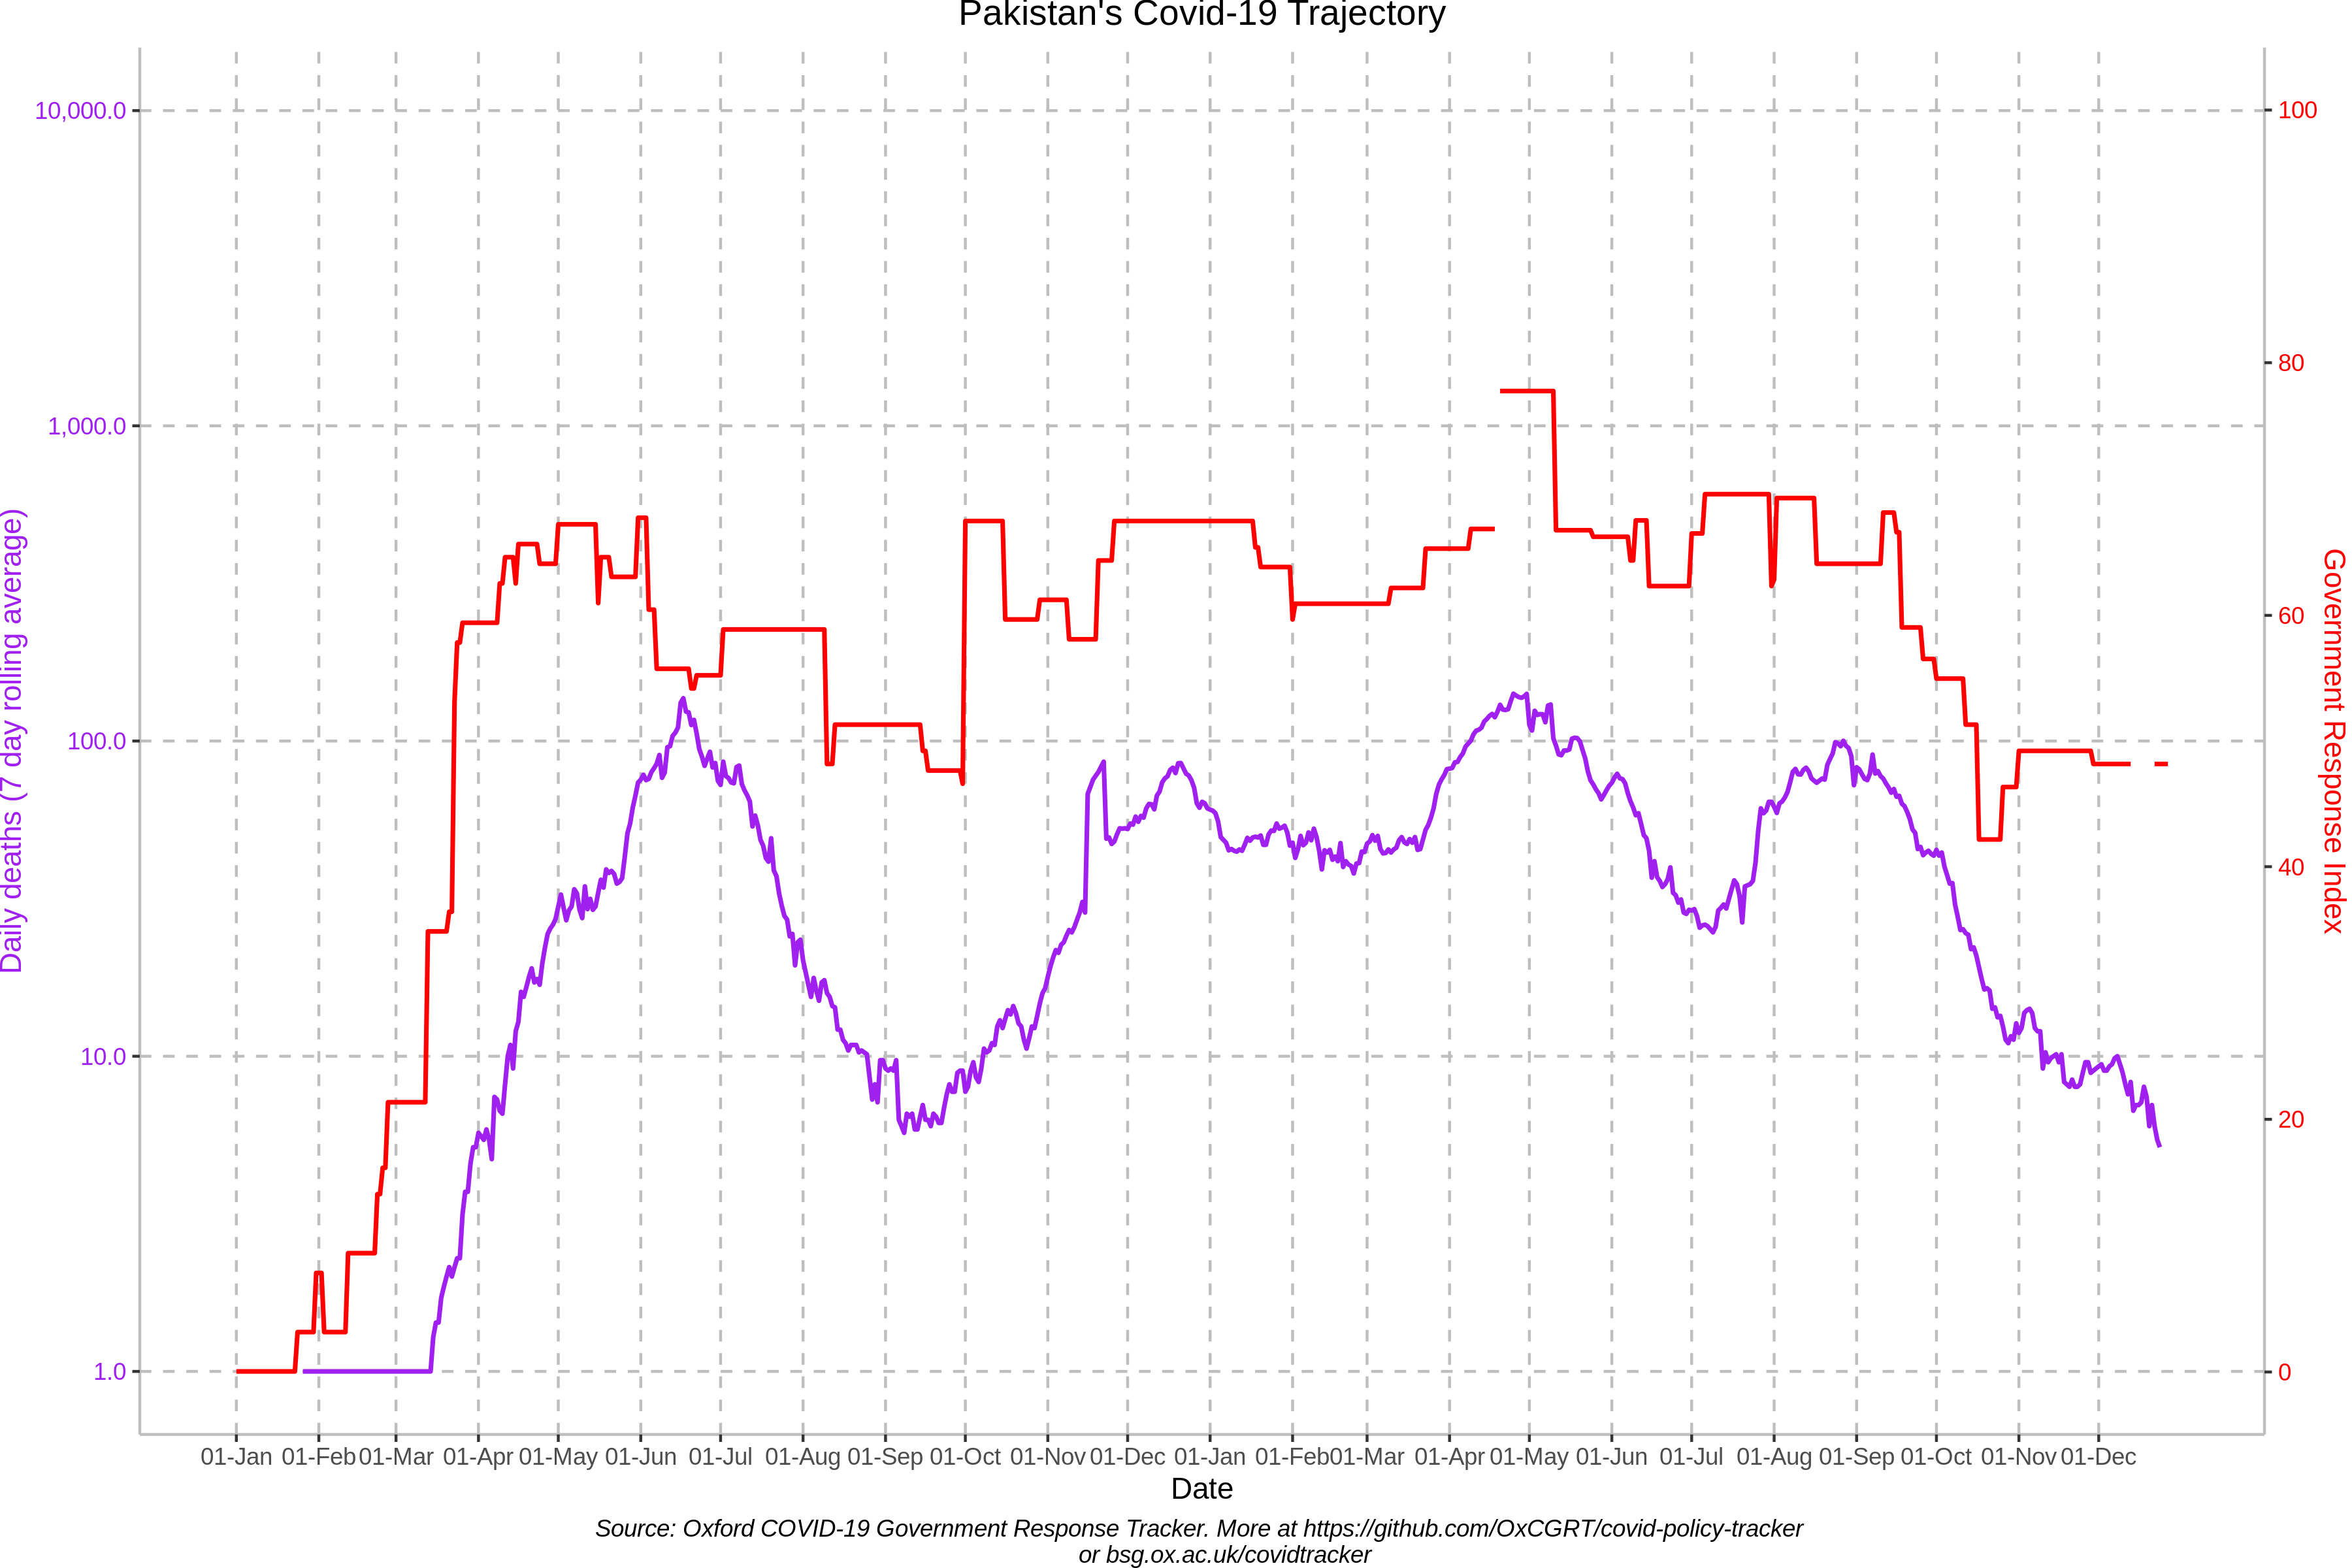 Pakistan's Covid-19 Trajectory
10,000.0
1,000.0
100.0
10.0
1.0
Daily deaths (7 day rolling average)
100
80
60
40
20
0
Government Response Index
01-Jan 01-Feb 01-Mar 01-Apr 01-May 01-Jun 01-Jul 01-Aug 01-Sep 01-Oct 01-Nov 01-Dec 01-Jan 01-Feb 01-Mar 01-Apr 01-May 01-Jun 01-Jul 01-Aug 01-Sep 01-Oct 01-Nov 01-Dec
Date
Source: Oxford COVID-19 Government Response Tracker. More at https://github.com/OxCGRT/covid-policy-tracker
or bsg.ox.ac.uk/covidtracker